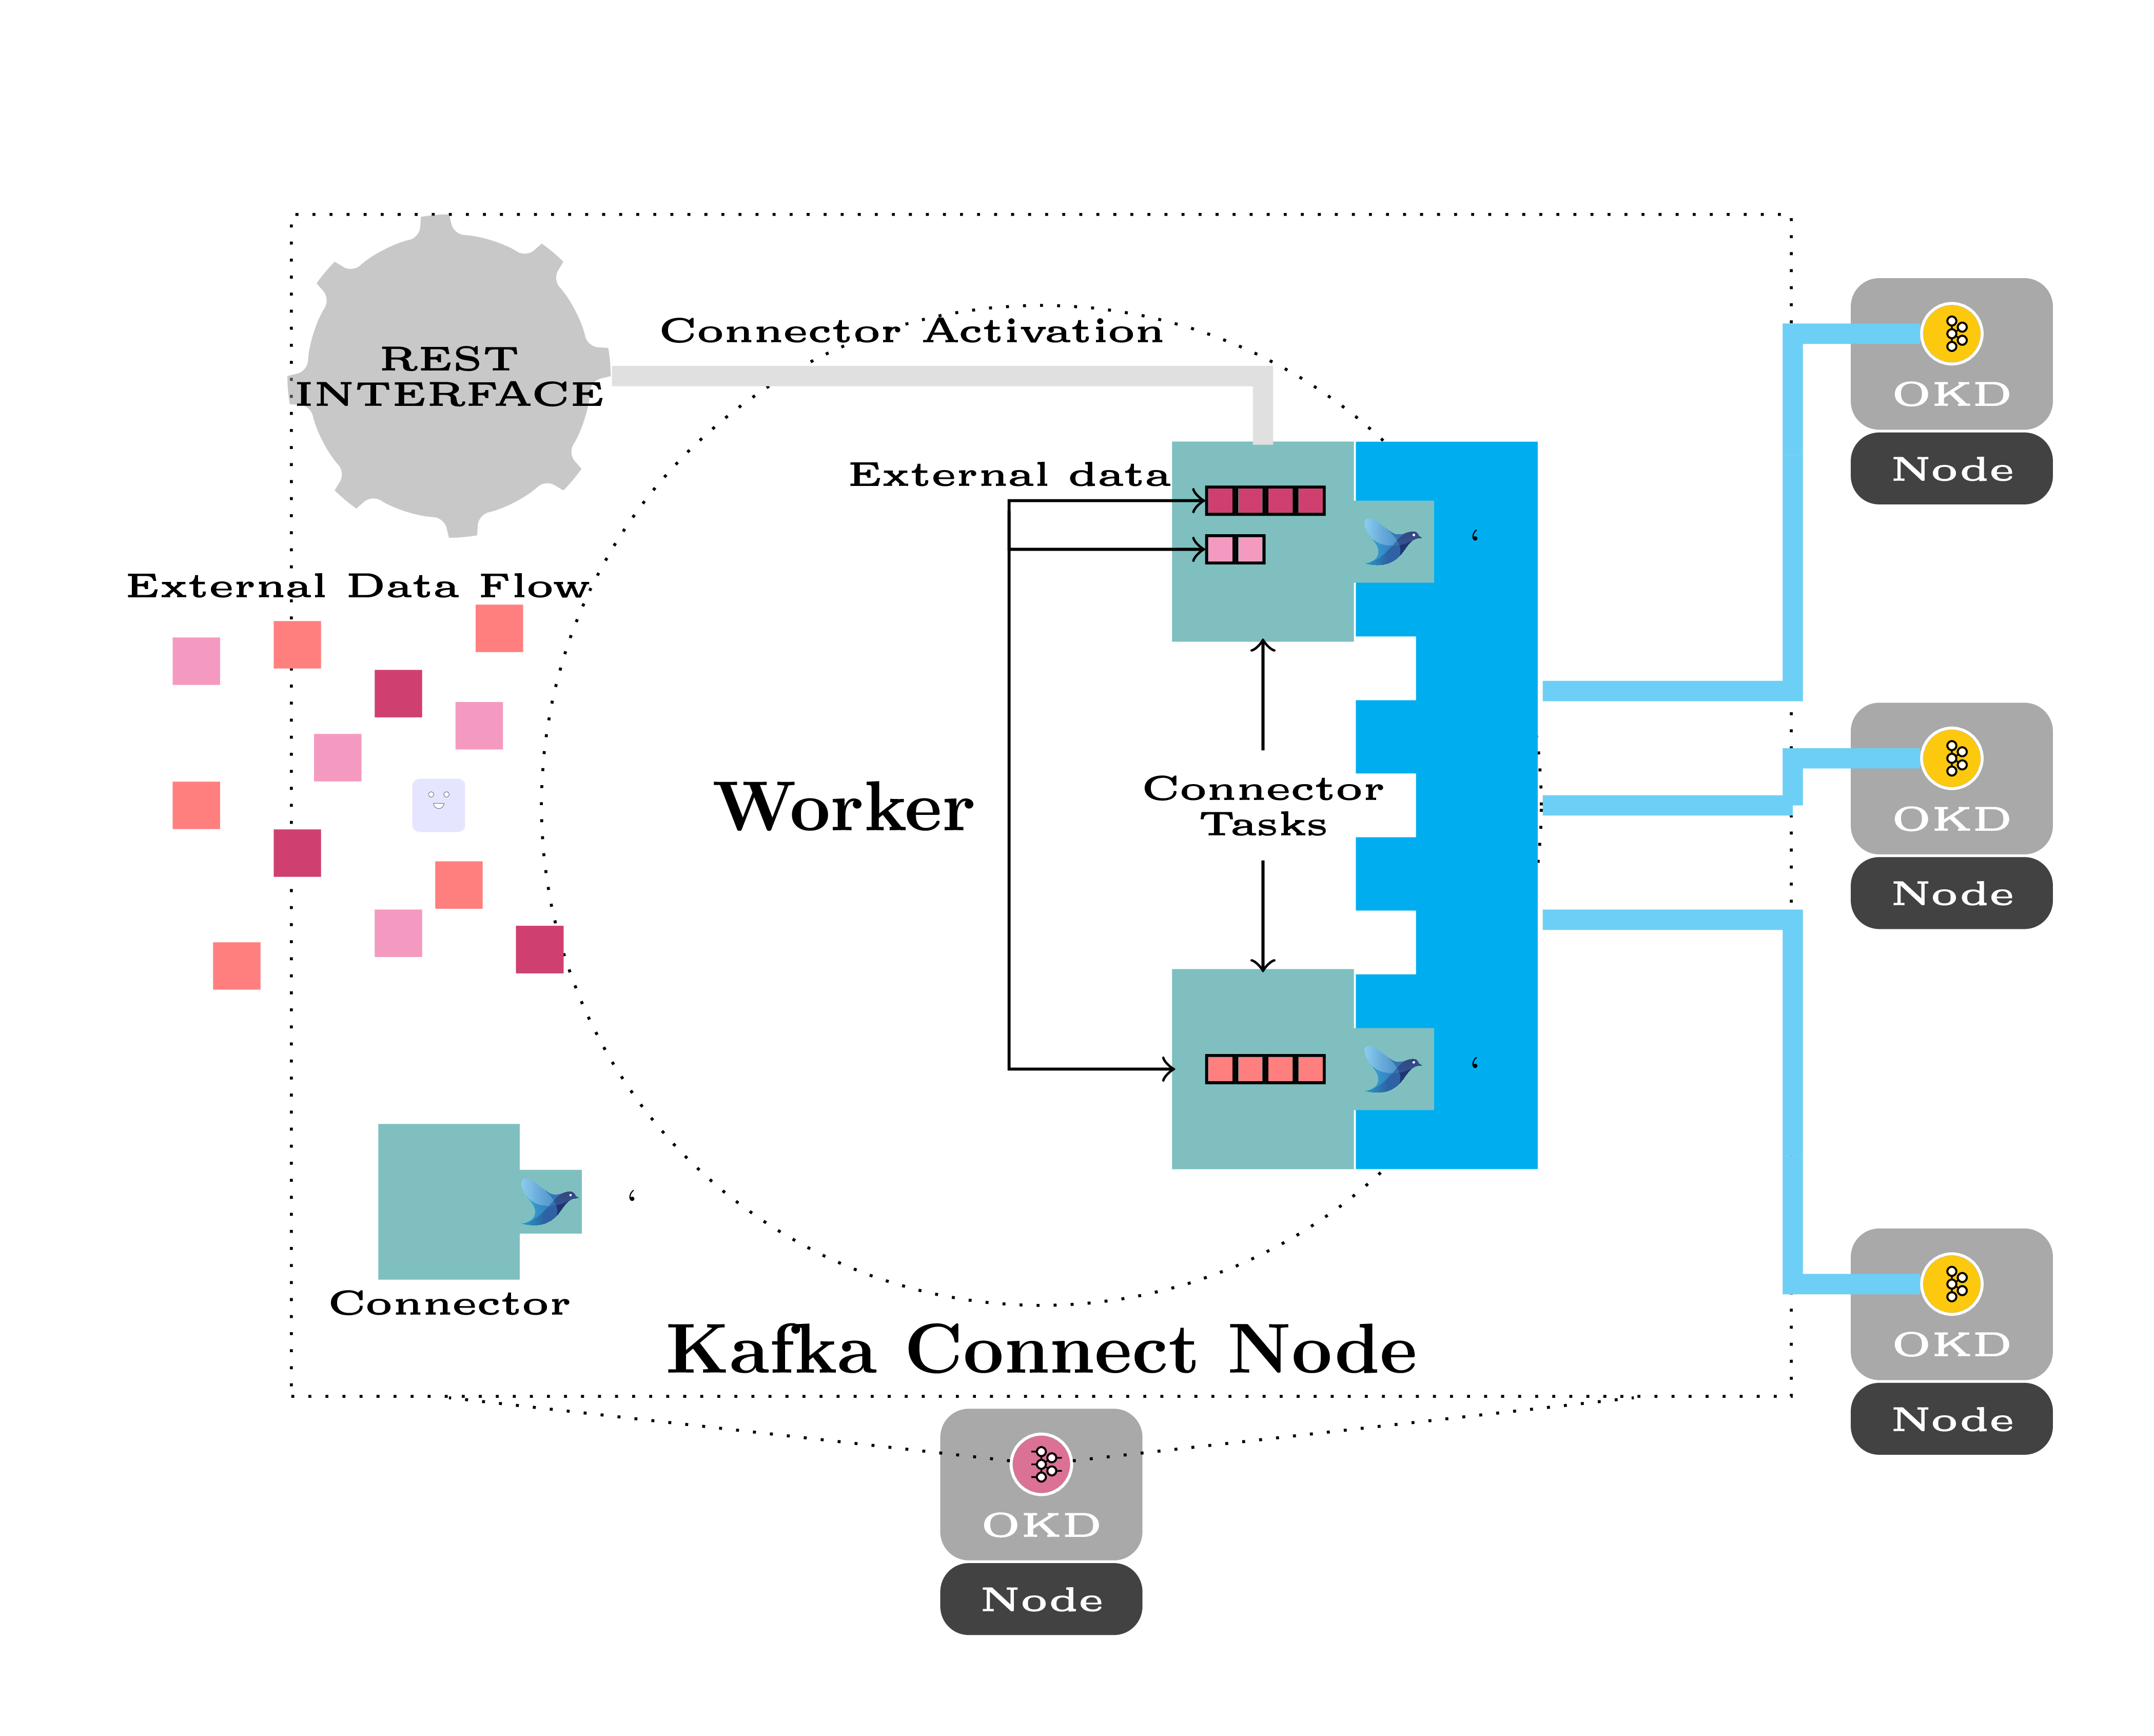 REST
INTERFACE
Connector Activation
External data
External Data Flow
Worker
Connector
Tasks
‘
‘
‘
Connector
Kafka Connect Node
OKD
Node
OKD
Node
OKD
Node
OKD
Node